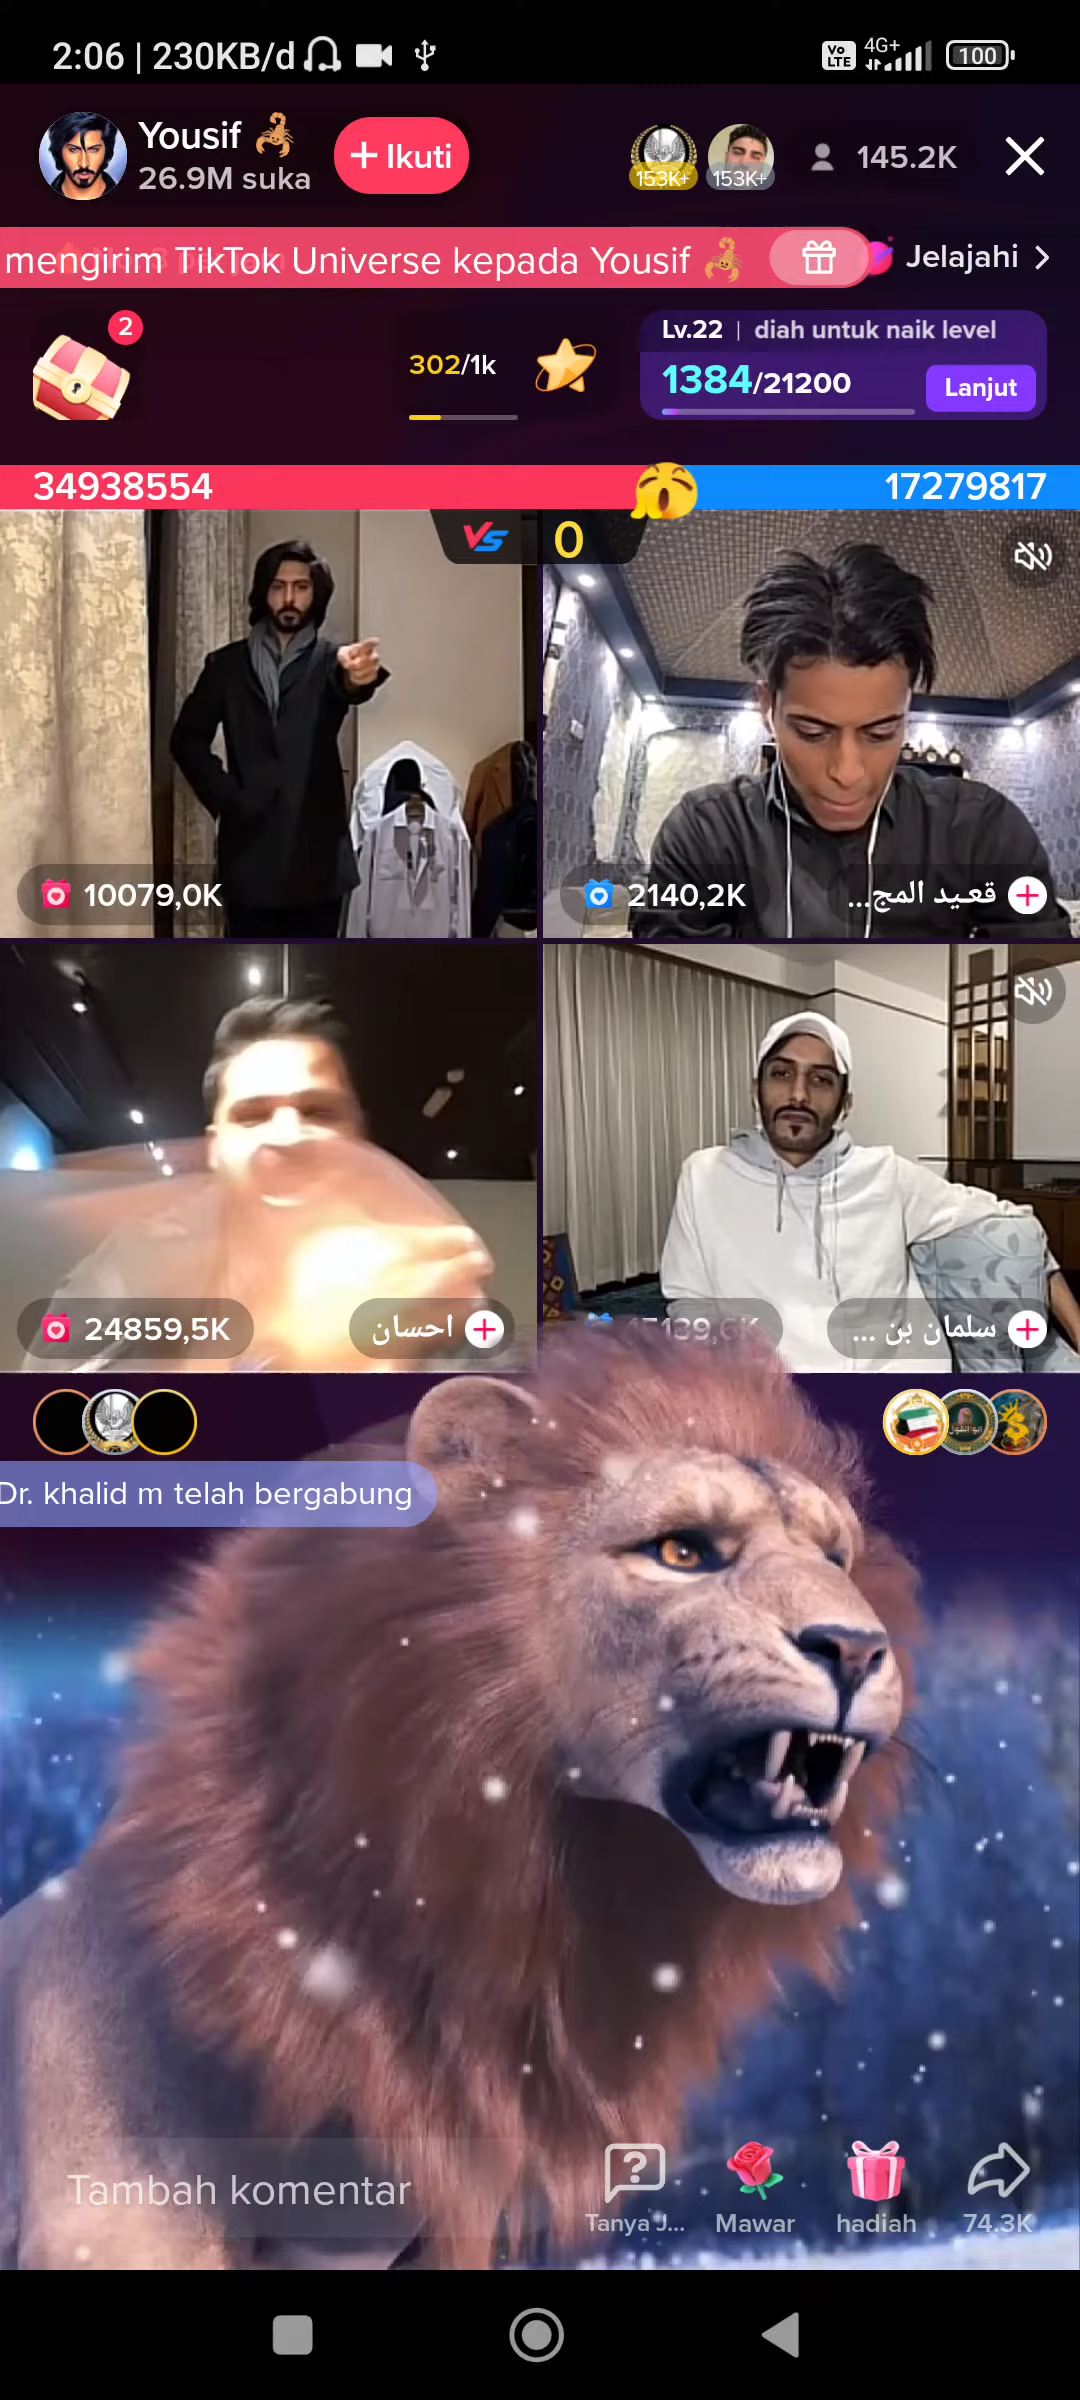 2:06 | 230KB/d
Vo LTE 4G+ 100
Yousif
26.9M suka
+ Ikuti
153K+
153K+
145.2K
mengirim TikTok Universe kepada Yousif
Jelajahi >
2
302/1k
Lv.22 | diah untuk naik level
1384/21200
Lanjut
34938554
17279817
VS
0
10079,0K
2140,2K
قعيد المج...
24859,5K
احسان
سلمان بن ...
Dr. khalid m telah bergabung
Tambah komentar
Tanya J...
Mawar
hadiah
74.3K